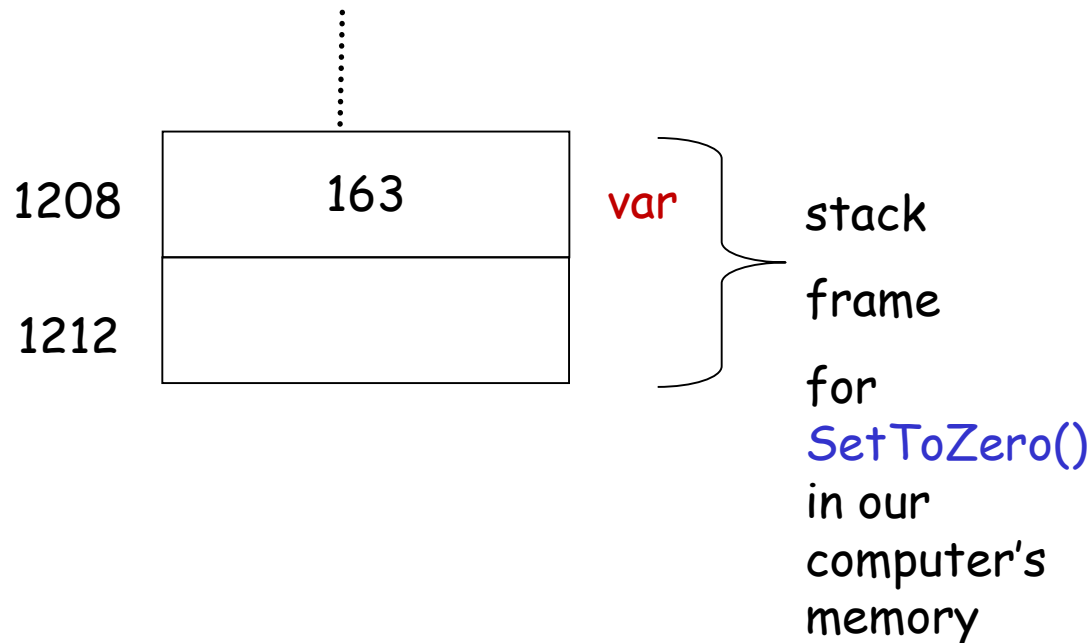 1208 163 var
1212
stack
frame
for
SetToZero()
in our
computer’s
memory